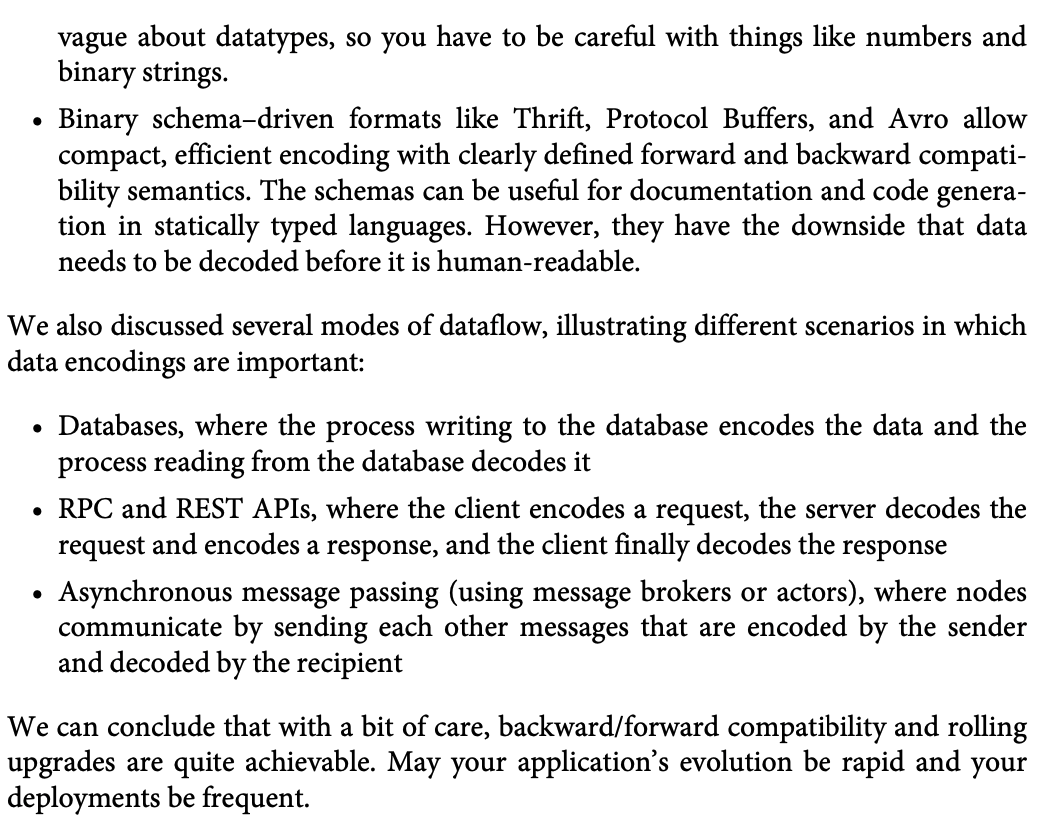 vague about datatypes, so you have to be careful with things like numbers and
binary strings.
• Binary schema–driven formats like Thrift, Protocol Buffers, and Avro allow
compact, efficient encoding with clearly defined forward and backward compati-
bility semantics. The schemas can be useful for documentation and code genera-
tion in statically typed languages. However, they have the downside that data
needs to be decoded before it is human-readable.
We also discussed several modes of dataflow, illustrating different scenarios in which
data encodings are important:
• Databases, where the process writing to the database encodes the data and the
process reading from the database decodes it
• RPC and REST APIs, where the client encodes a request, the server decodes the
request and encodes a response, and the client finally decodes the response
• Asynchronous message passing (using message brokers or actors), where nodes
communicate by sending each other messages that are encoded by the sender
and decoded by the recipient
We can conclude that with a bit of care, backward/forward compatibility and rolling
upgrades are quite achievable. May your application’s evolution be rapid and your
deployments be frequent.